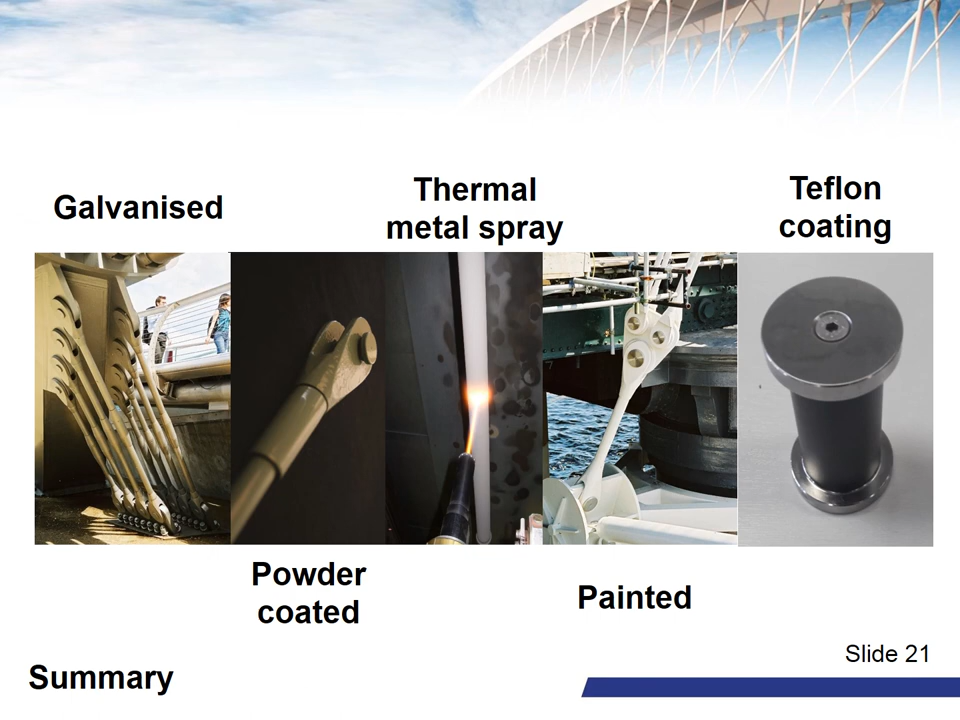 Galvanised
Thermal
metal spray
Teflon
coating
Powder
coated
Painted
Slide 21
Summary